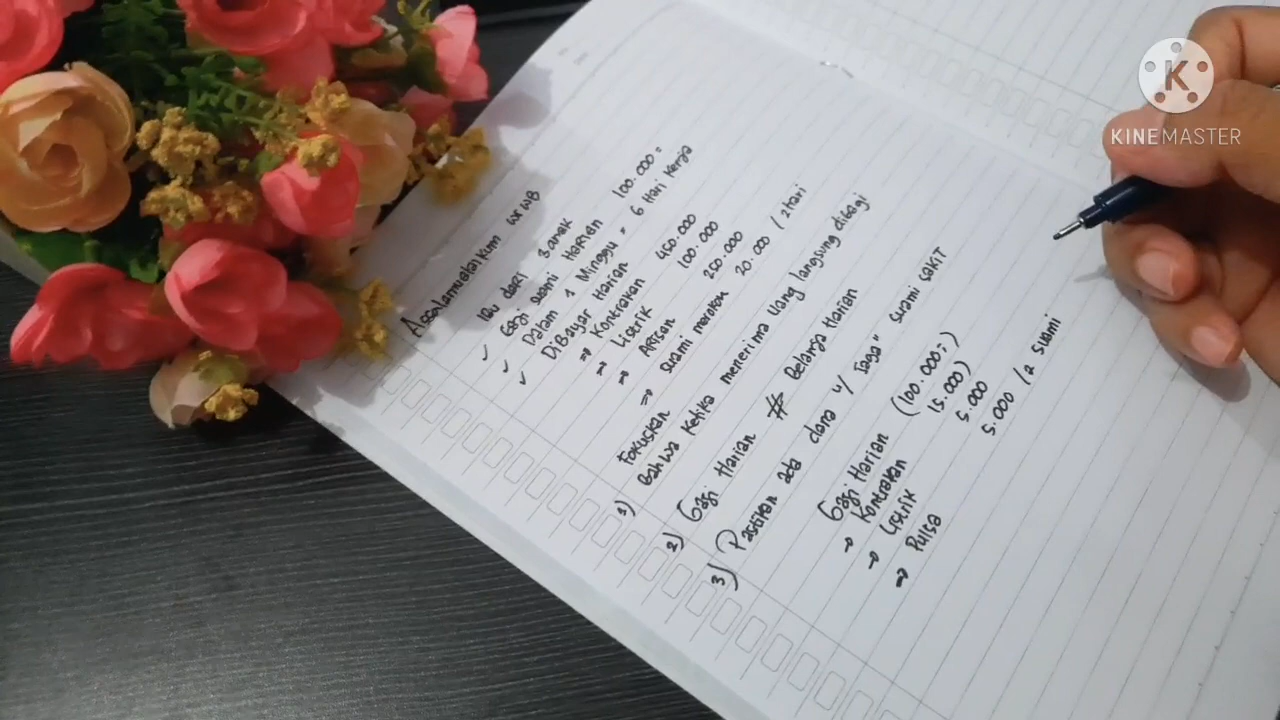 Assalamualaikum wr wb
Ibu dari 3 anak
✓ Gaji suami Harian 100.000 =
✓ Dalam 1 Minggu = 6 Hari Kerja
✓ DiBayar Harian
⇒ Kontrakan 450.000
⇒ Listrik 100.000
⇒ Arisan 250.000
⇒ Suami merokok 20.000 / 2 hari
Fokuskan
1) Bahwa Ketika menerima Uang langsung dibagi
2) Gaji Harian # Belanja Harian
3) Pastikan ada dana u/ Jaga" suami SAKIT
Gaji Harian (100.000;)
→ Kontrakan 15.000)
→ Listrik 5.000
⇒ Pulsa 5.000 /2 suami
KINEMASTER